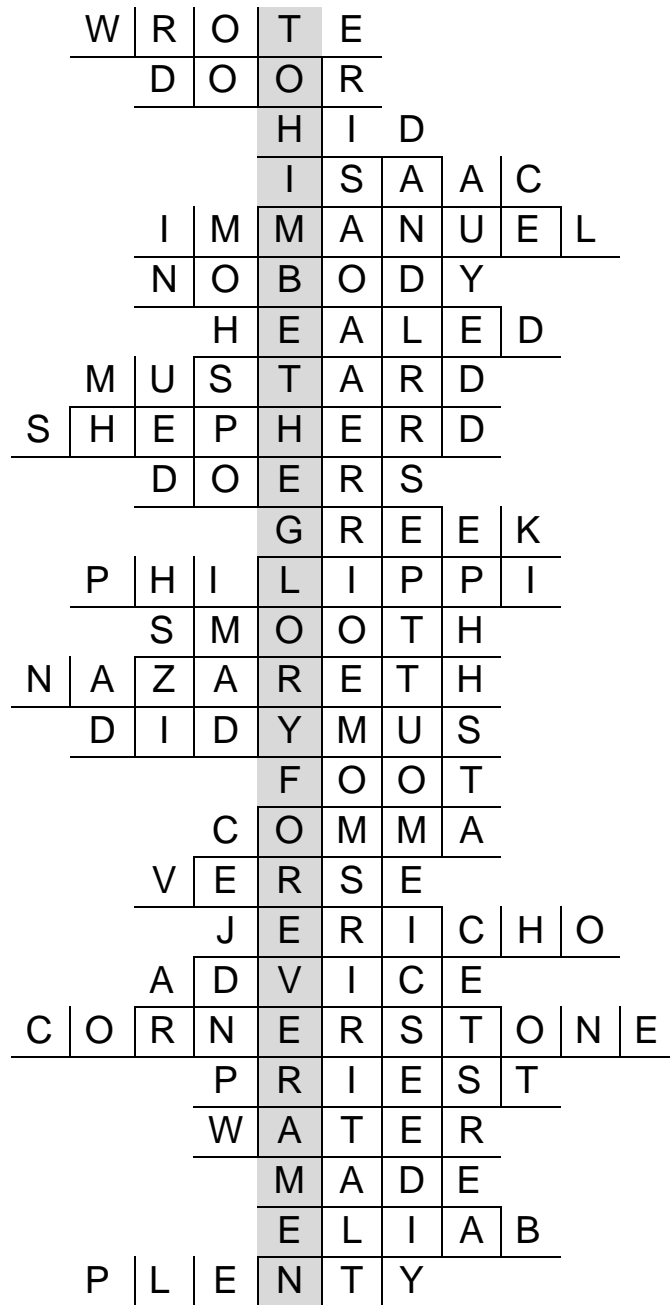 WROTE
DOOR
HID
ISAAC
IMMANUEL
NOBODY
HEALED
MUSTARD
SHEPHERD
DOERS
GREEK
PHILIPPI
SMOOTH
NAZARETH
DIDYMUS
FOOT
COMMA
VERSE
JERICHO
ADVICE
CORNERSTONE
PRIEST
WATER
MADE
ELIAB
PLENTY